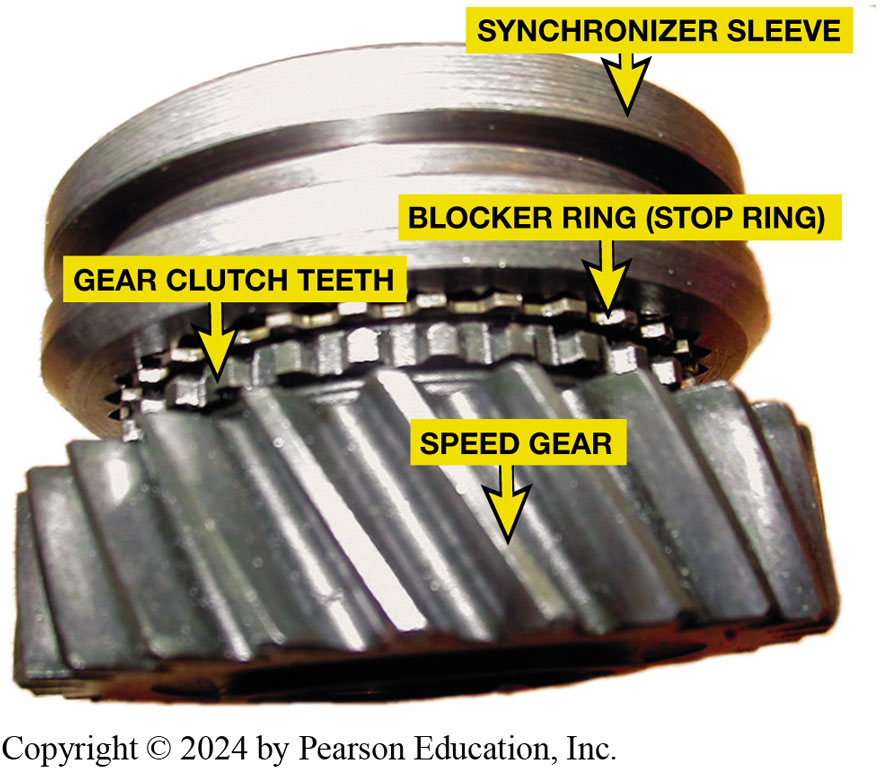 SYNCHRONIZER SLEEVE
BLOCKER RING (STOP RING)
GEAR CLUTCH TEETH
SPEED GEAR
Copyright © 2024 by Pearson Education, Inc.